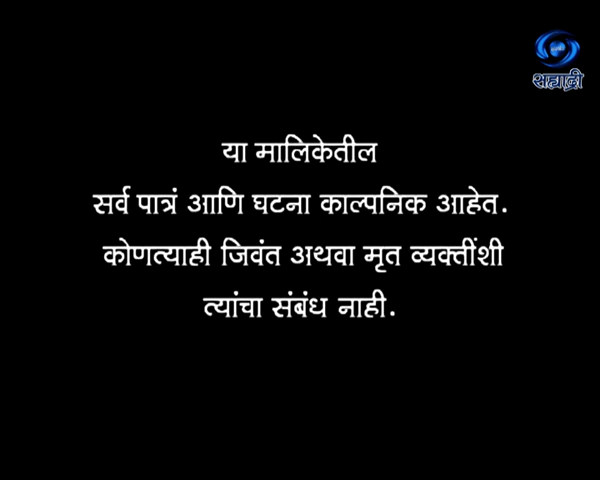 सह्याद्री
या मालिकेतील
सर्व पात्रं आणि घटना काल्पनिक आहेत.
कोणत्याही जिवंत अथवा मृत व्यक्तींशी
त्यांचा संबंध नाही.